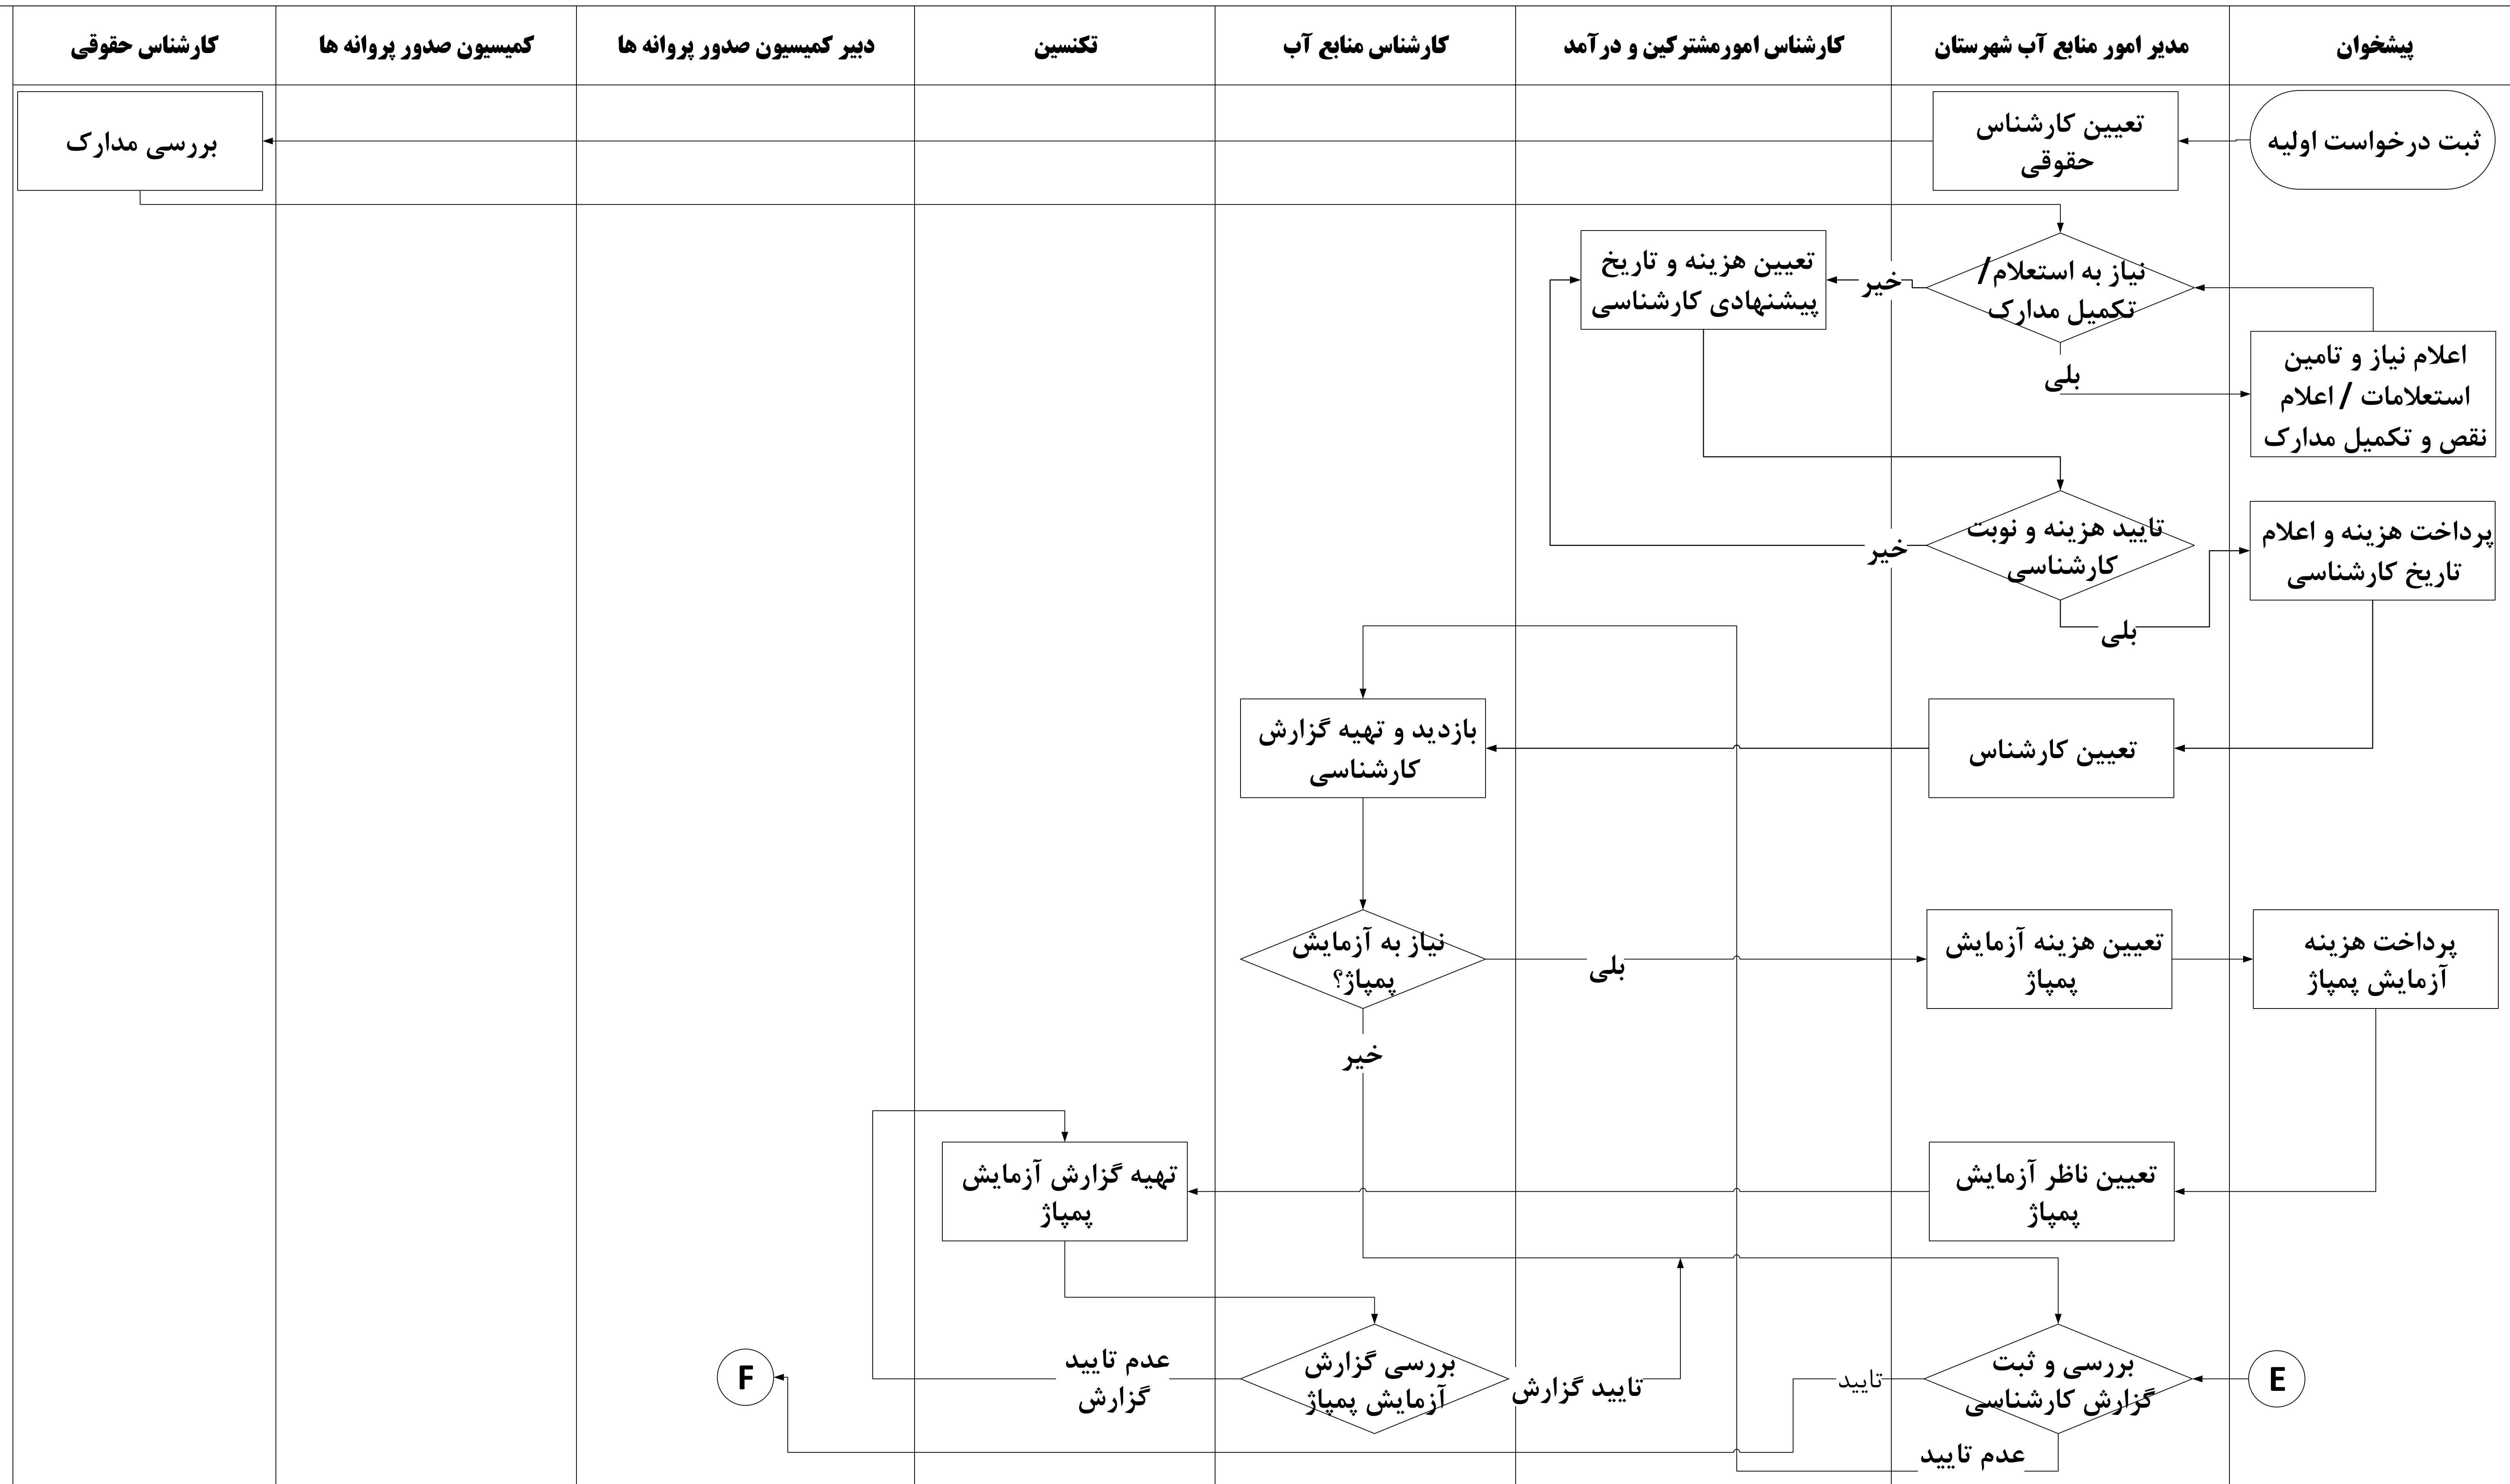 پیشخوان
مدیر امور منابع آب شهرستان
کارشناس امورمشترکین و درآمد
کارشناس منابع آب
تکنسین
دبیر کمیسیون صدور پروانه ها
کمیسیون صدور پروانه ها
کارشناس حقوقی
ثبت درخواست اولیه
تعیین کارشناس
حقوقی
بررسی مدارک
نیاز به استعلام/
تکمیل مدارک
خیر
تعیین هزینه و تاریخ
پیشنهادی کارشناسی
بلی
اعلام نیاز و تامین
استعلامات / اعلام
نقص و تکمیل مدارک
تایید هزینه و نوبت
کارشناسی
خیر
بلی
پرداخت هزینه و اعلام
تاریخ کارشناسی
تعیین کارشناس
بازدید و تهیه گزارش
کارشناسی
نیاز به آزمایش
پمپاژ؟
بلی
تعیین هزینه آزمایش
پمپاژ
پرداخت هزینه
آزمایش پمپاژ
خیر
تعیین ناظر آزمایش
پمپاژ
تهیه گزارش آزمایش
پمپاژ
E
بررسی و ثبت
گزارش کارشناسی
تایید
تایید گزارش
بررسی گزارش
آزمایش پمپاژ
عدم تایید
گزارش
F
عدم تایید